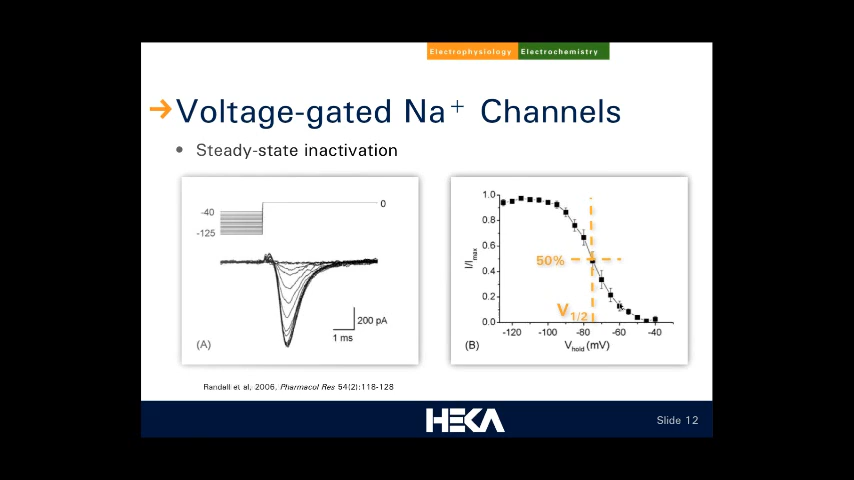 Electrophysiology Electrochemistry
Voltage-gated Na⁺ Channels
• Steady-state inactivation
-40
-125
0
200 pA
1 ms
(A)
I/Imax
1.0
0.8
0.6
0.4
0.2
0.0
50%
V1/2
-120 -100 -80 -60 -40
(B)
Vhold (mV)
Randall et al, 2006, Pharmacol Res 54(2):118-128
HEKA
Slide 12